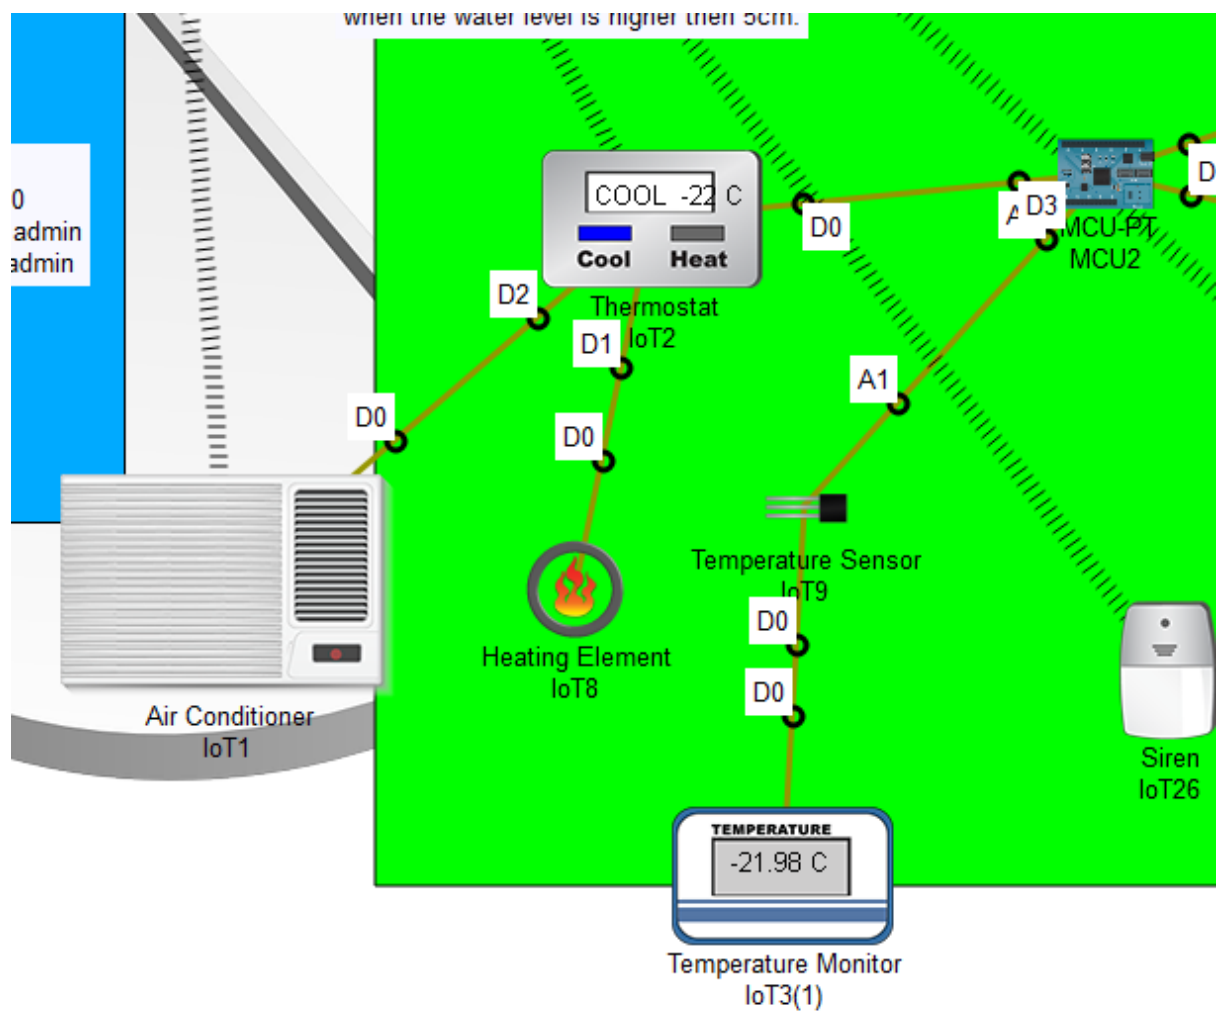 when the water level is higher then 5cm.
0
admin
admin
COOL -22 C
Cool Heat
Thermostat
IoT2
D0
D3
MCU-PT
MCU2
D2
D1
D0
D0
A1
Temperature Sensor
IoT9
D0
D0
Heating Element
IoT8
Air Conditioner
IoT1
Siren
IoT26
TEMPERATURE
-21.98 C
Temperature Monitor
IoT3(1)